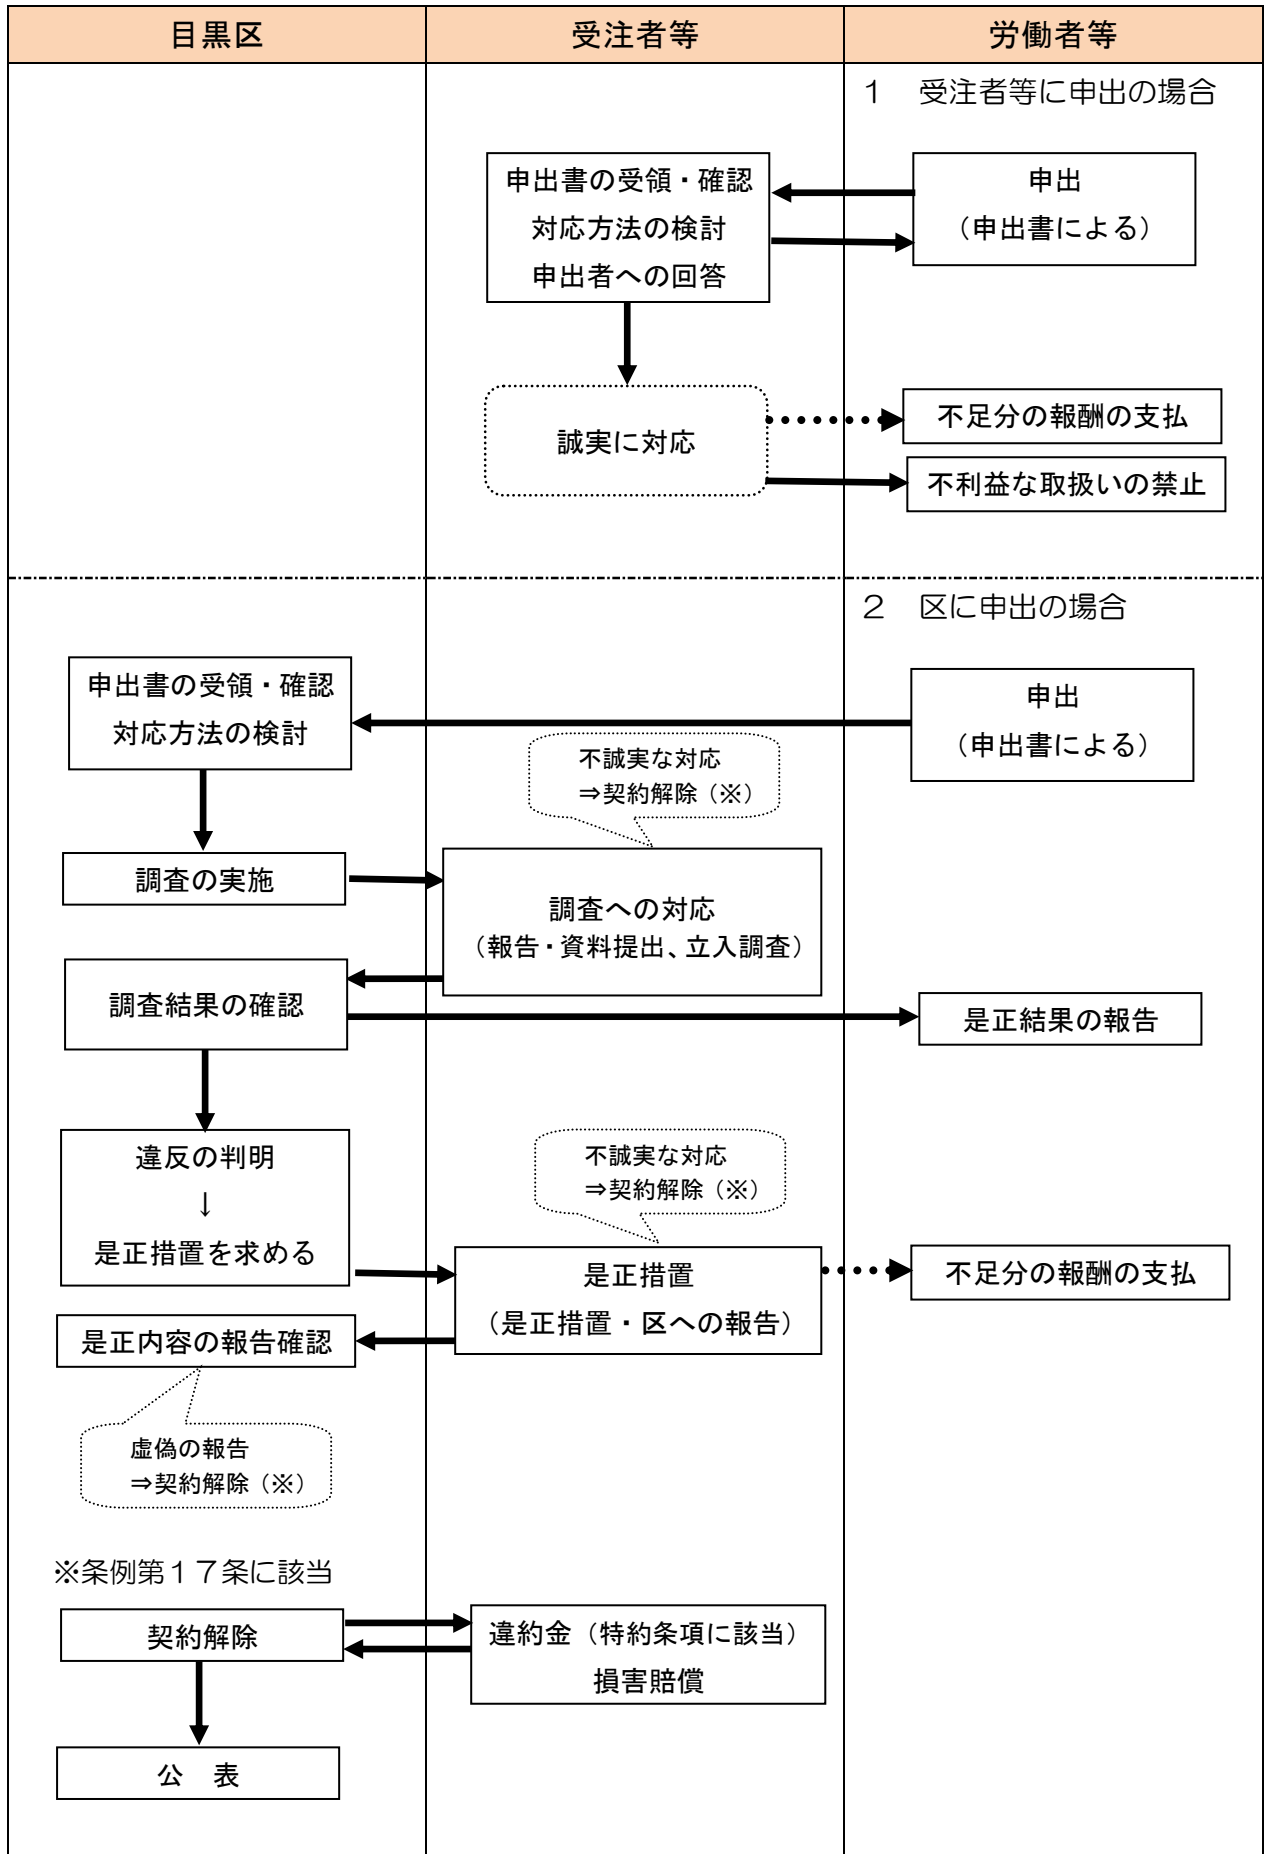 目黒区
受注者等
労働者等
１　受注者等に申出の場合
申出書の受領・確認
対応方法の検討
申出者への回答
申出
（申出書による）
誠実に対応
不足分の報酬の支払
不利益な取扱いの禁止
２　区に申出の場合
申出書の受領・確認
対応方法の検討
申出
（申出書による）
不誠実な対応
⇒契約解除（※）
調査の実施
調査への対応
（報告・資料提出、立入調査）
調査結果の確認
是正結果の報告
違反の判明
↓
是正措置を求める
不誠実な対応
⇒契約解除（※）
是正措置
（是正措置・区への報告）
不足分の報酬の支払
是正内容の報告確認
虚偽の報告
⇒契約解除（※）
※条例第１７条に該当
契約解除
違約金（特約条項に該当）
損害賠償
公　表